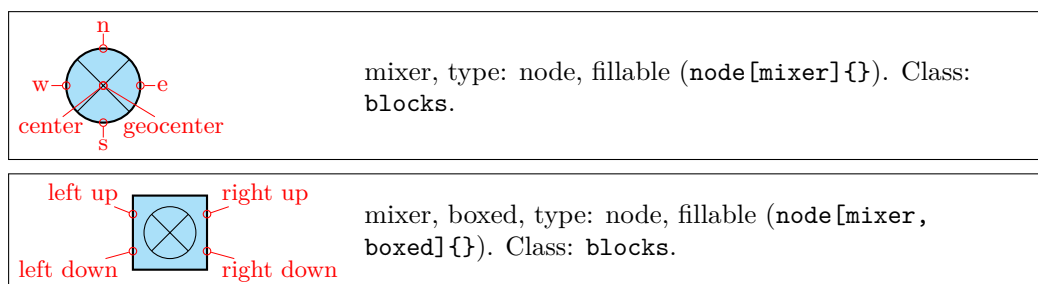 n
w
e
center
geocenter
s
mixer, type: node, fillable (node[mixer]{}). Class:
blocks.
left up
right up
left down
right down
mixer, boxed, type: node, fillable (node[mixer,
boxed]{}). Class: blocks.